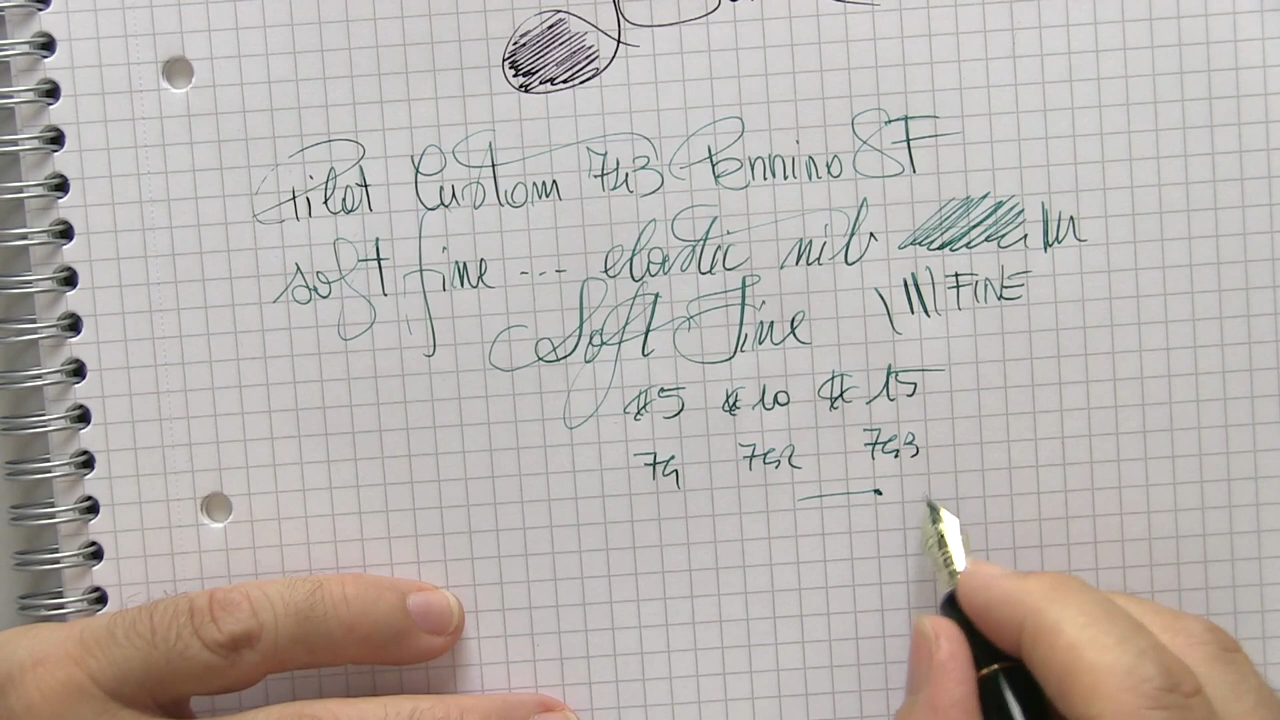 Pilot Custom 743 Pennino SF
soft fine --- elastic nib
Soft Fine FINE
#5 #10 #15
74 742 743